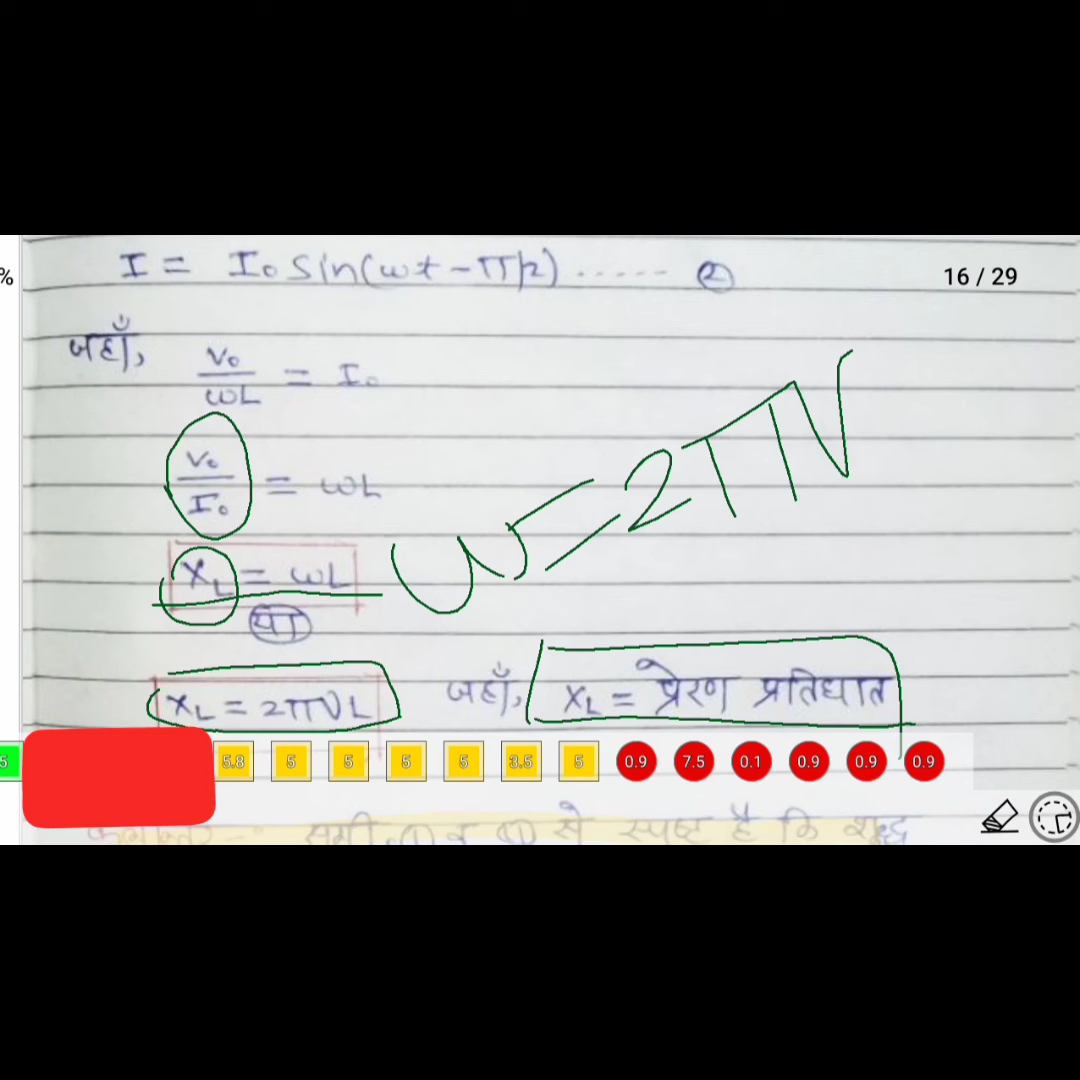 %
I = I₀ Sin(ωt - π/2) ...... ②
16 / 29
जहाँ, V₀/ωL = I₀
V₀/I₀ = ωL
ω = 2πν
X_L = ωL
या
X_L = 2πνL जहाँ, X_L = प्रेरण प्रतिघात
5 5.8 5 5 5 5 3.5 5 0.9 7.5 0.1 0.9 0.9 0.9
से स्पष्ट है कि शुद्ध